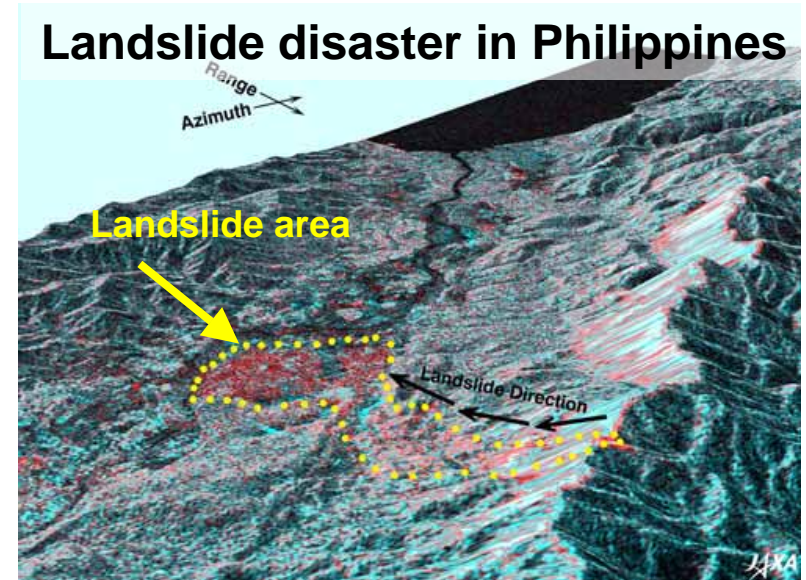 Landslide disaster in Philippines
Range
Azimuth
Landslide area
Landslide Direction
JAXA